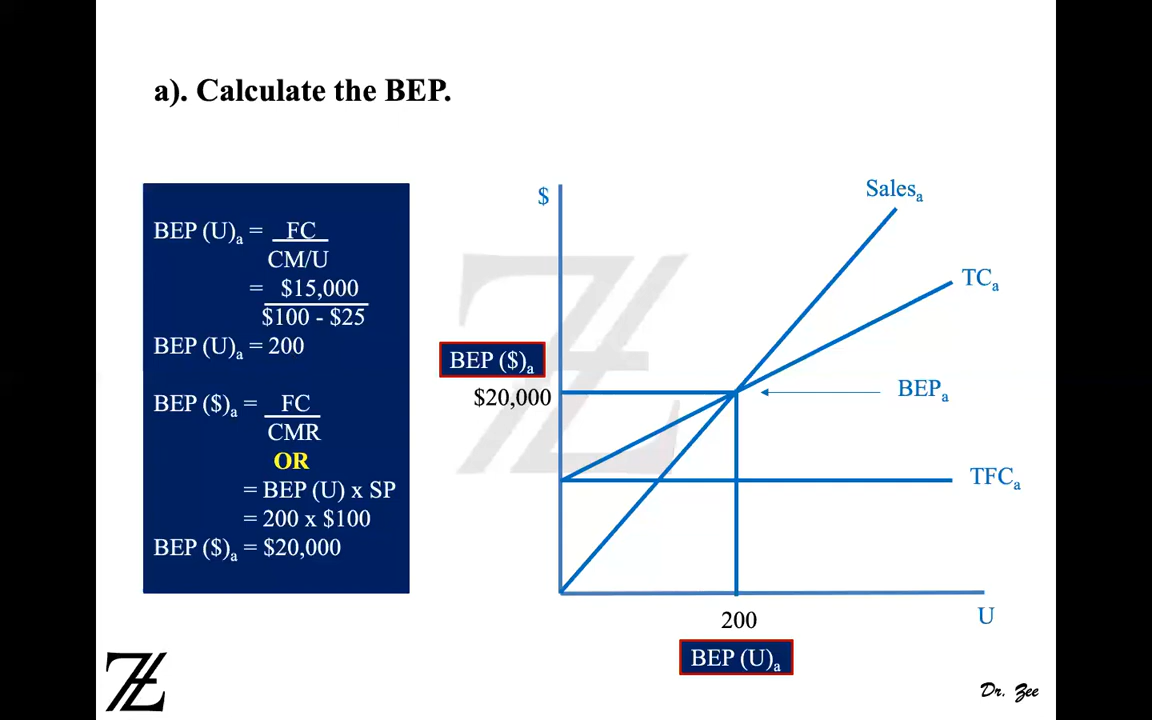 a). Calculate the BEP.
BEP (U)a = FC
CM/U
= $15,000
$100 - $25
BEP (U)a = 200
BEP ($)a = FC
CMR
OR
= BEP (U) x SP
= 200 x $100
BEP ($)a = $20,000
$
Salesa
TCa
BEP ($)a
$20,000
BEPa
TFCa
200
U
BEP (U)a
Dr. Zee